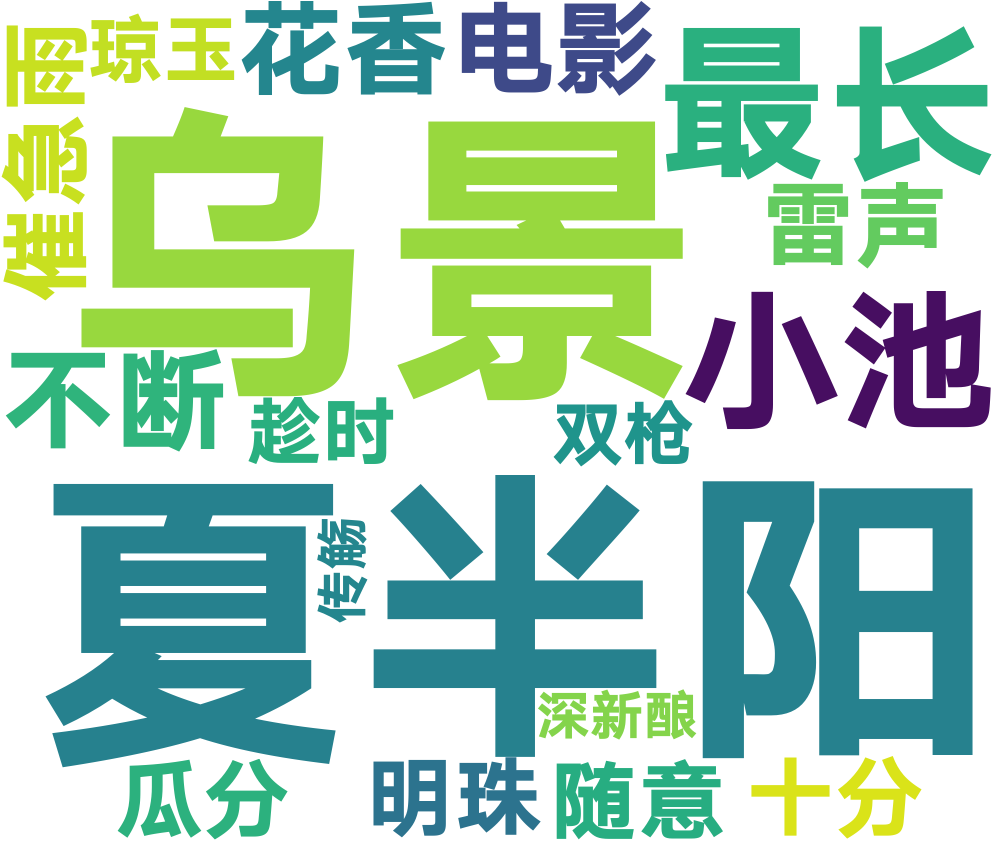 琼玉
花香
电影
最长
催急雨
乌景
雷声
小池
不断
趁时
双枪
夏半阳
传觞
深新酿
瓜分
明珠
随意
十分